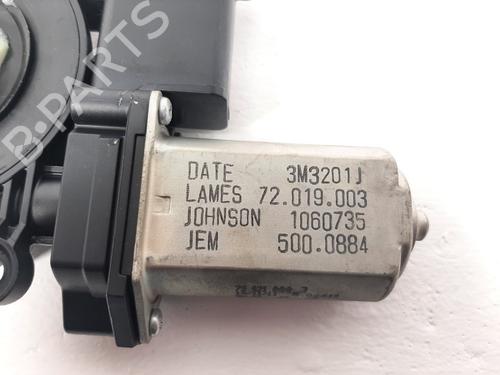 B-PARTS
DATE 3M3201J
LAMES 72.019.003
JOHNSON 1060735
JEM 500.0884